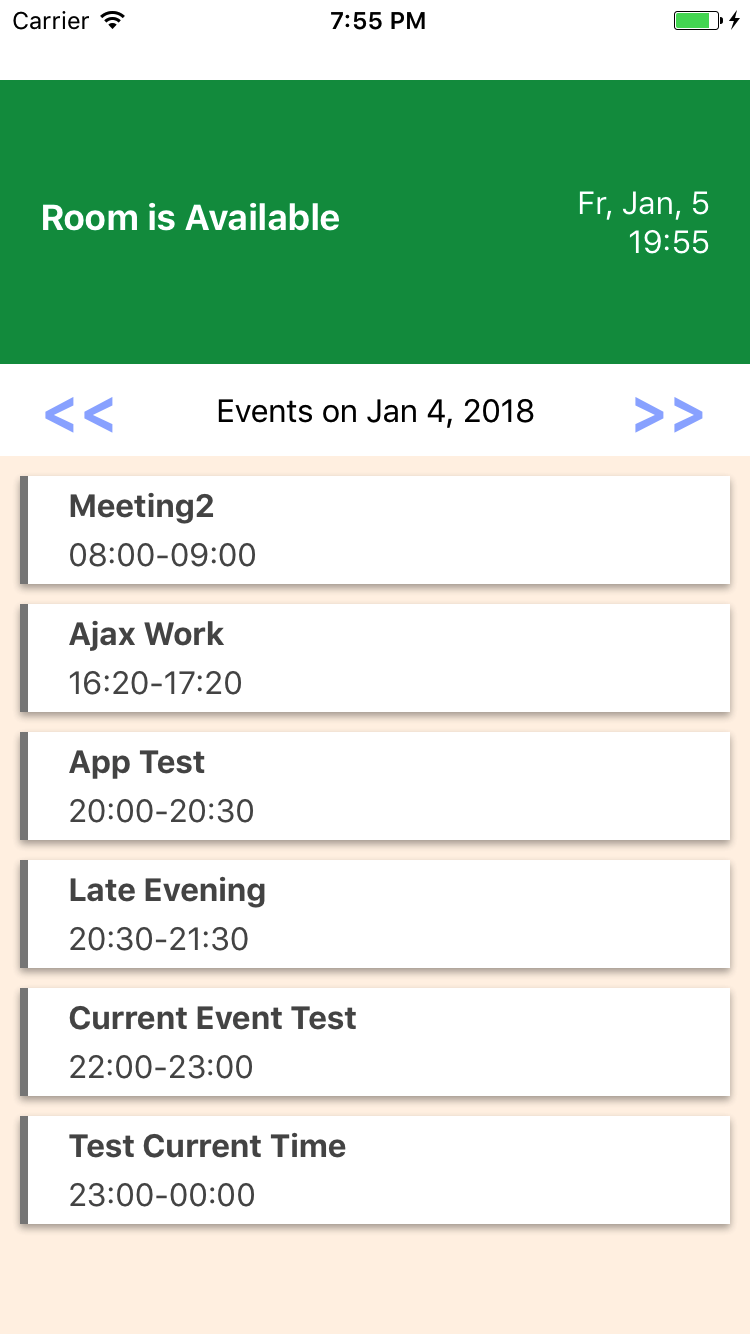 Carrier 7:55 PM
Room is Available
Fr, Jan, 5
19:55
<< Events on Jan 4, 2018 >>
Meeting2
08:00-09:00
Ajax Work
16:20-17:20
App Test
20:00-20:30
Late Evening
20:30-21:30
Current Event Test
22:00-23:00
Test Current Time
23:00-00:00